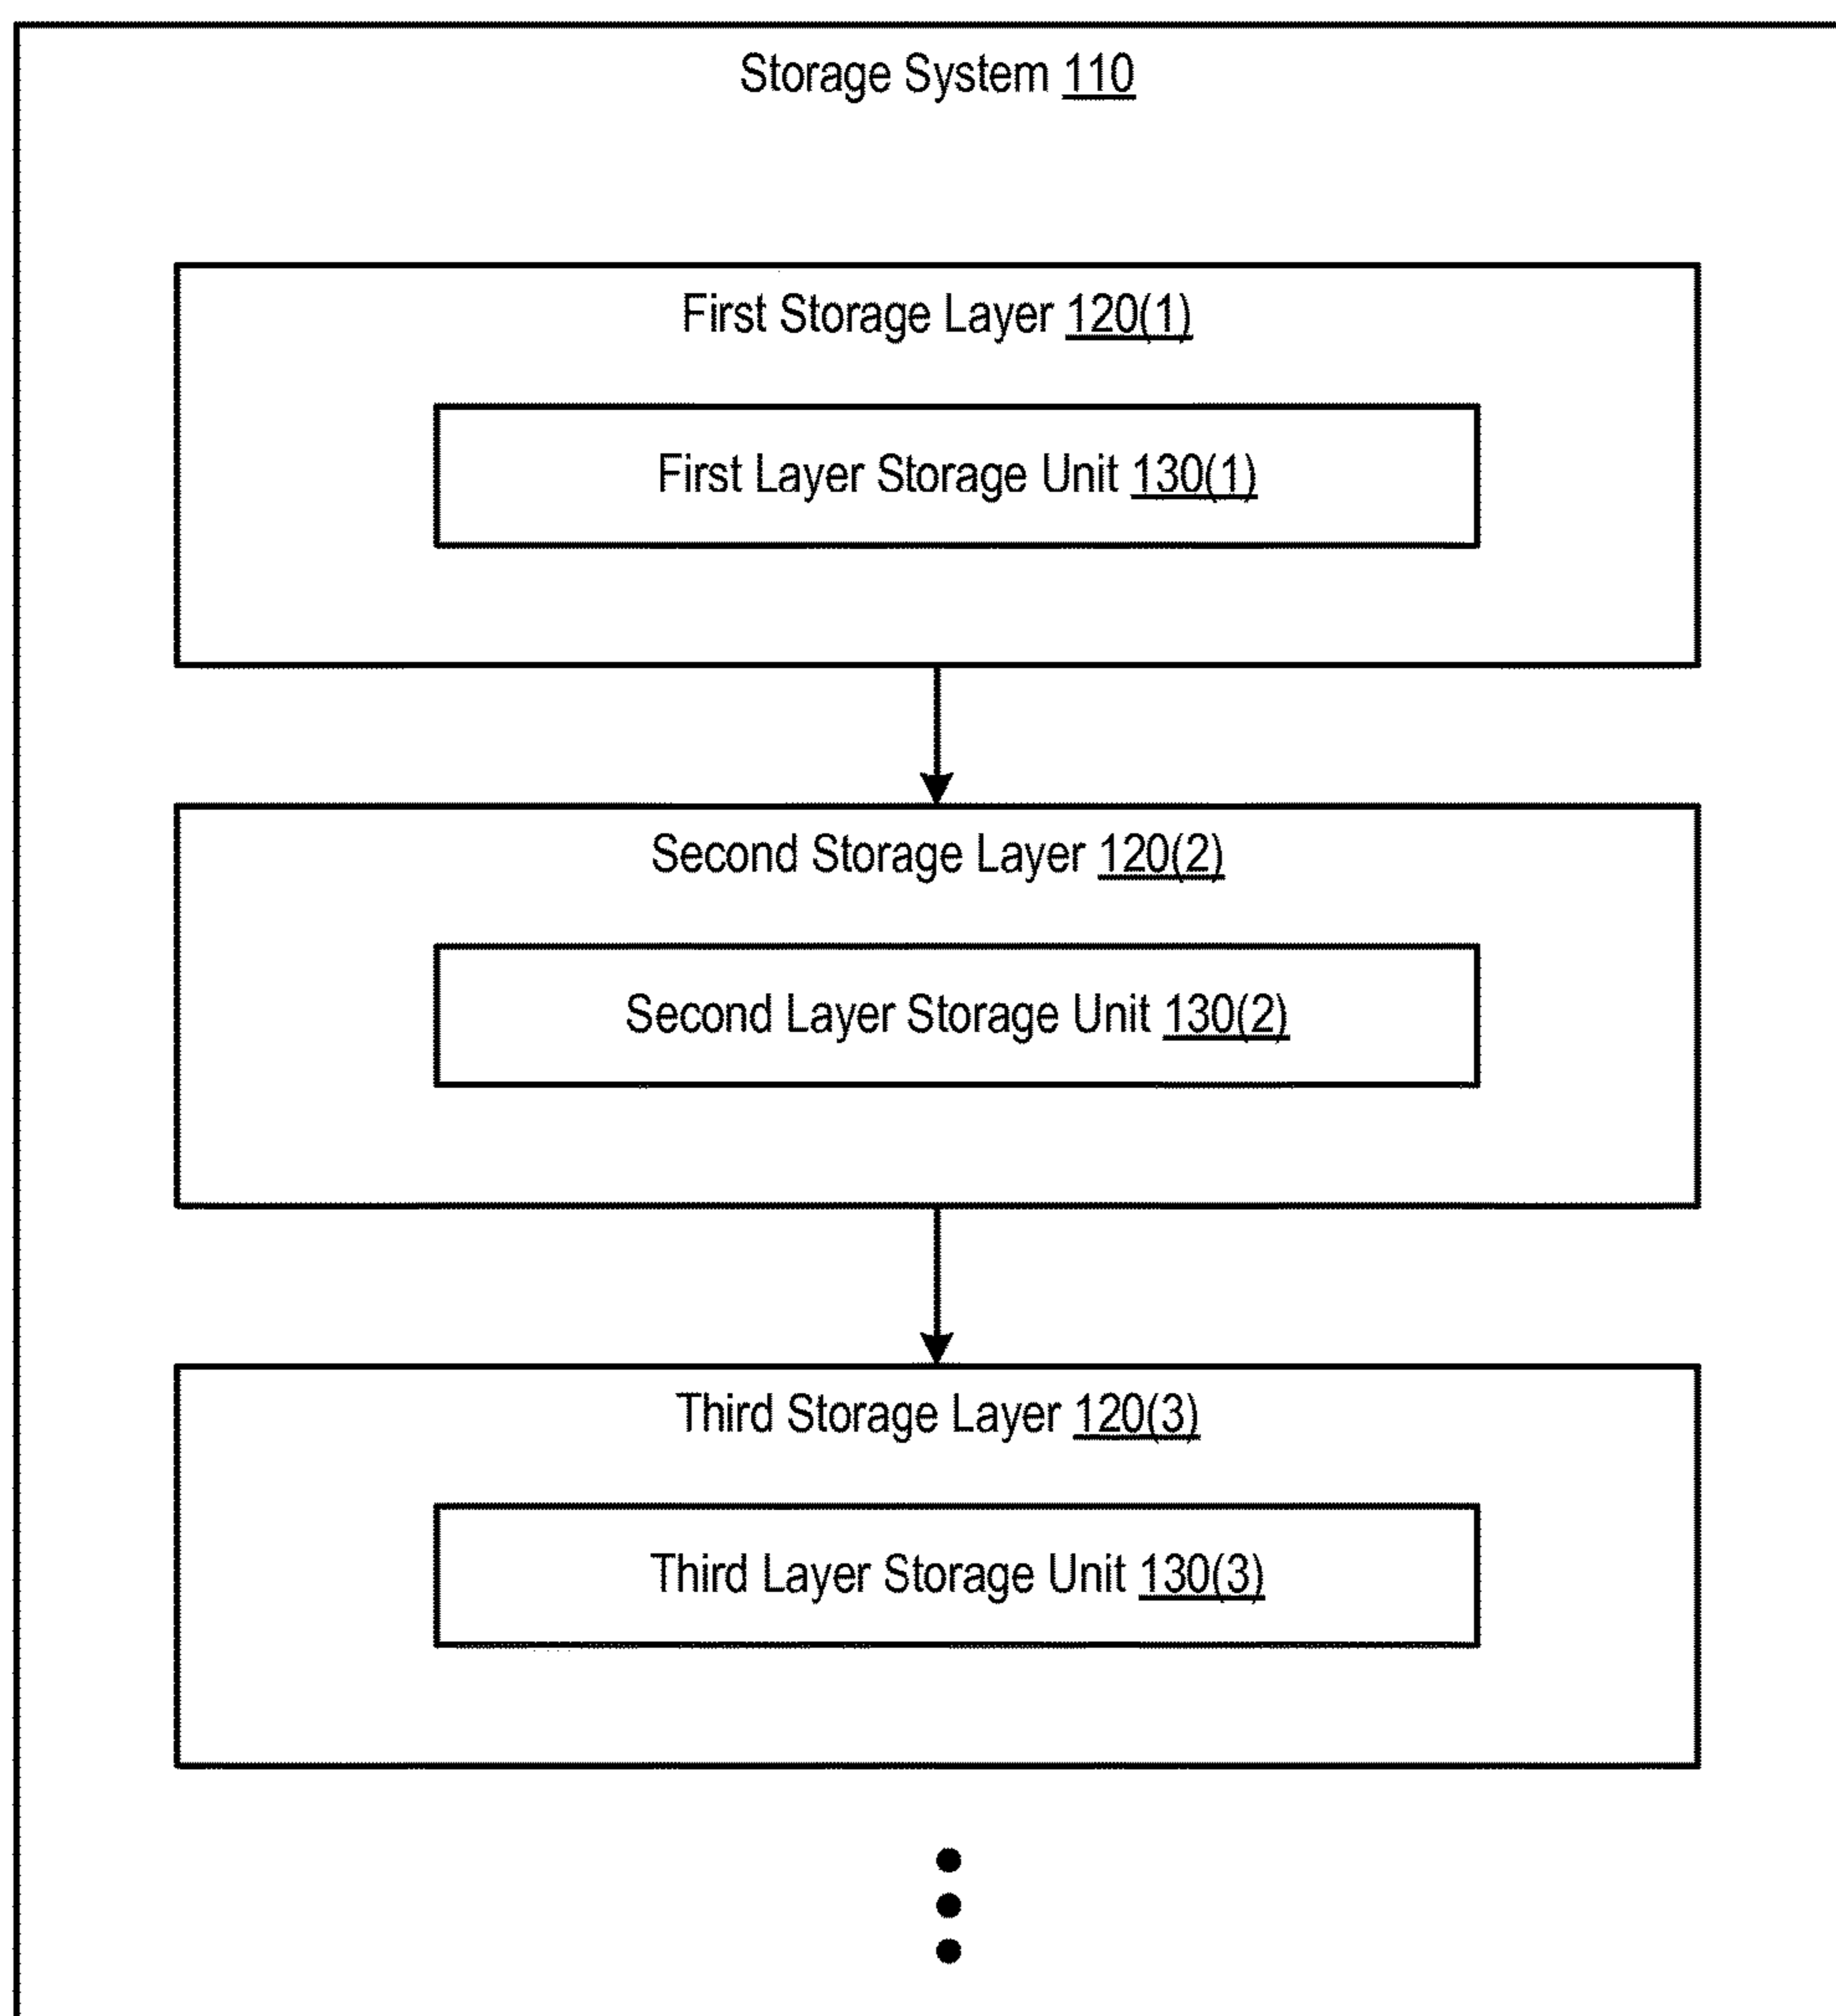 Storage System 110
First Storage Layer 120(1)
First Layer Storage Unit 130(1)
Second Storage Layer 120(2)
Second Layer Storage Unit 130(2)
Third Storage Layer 120(3)
Third Layer Storage Unit 130(3)